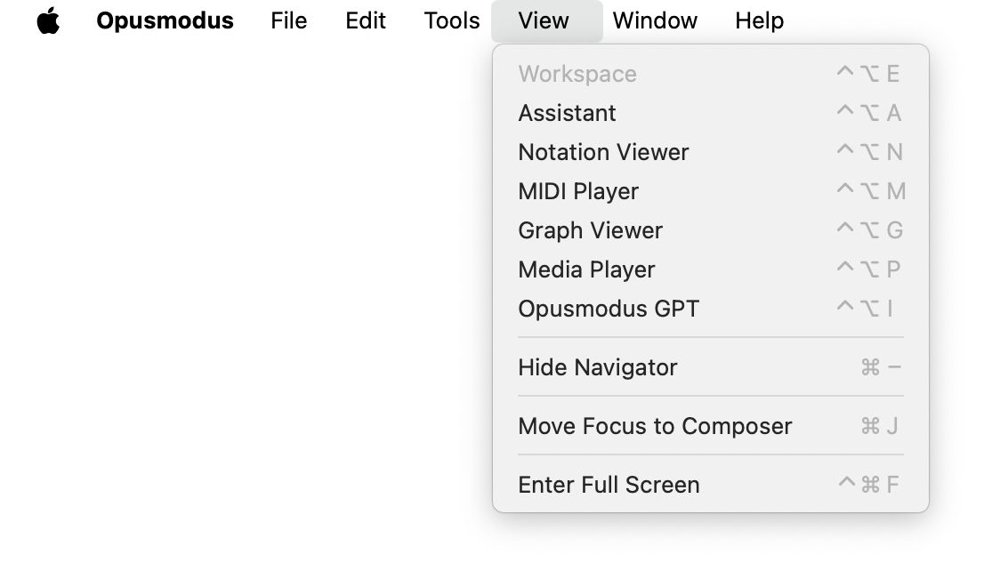 Opusmodus File Edit Tools View Window Help
Workspace ⌃⌥E
Assistant ⌃⌥A
Notation Viewer ⌃⌥N
MIDI Player ⌃⌥M
Graph Viewer ⌃⌥G
Media Player ⌃⌥P
Opusmodus GPT ⌃⌥I
Hide Navigator ⌘−
Move Focus to Composer ⌘J
Enter Full Screen ⌃⌘F